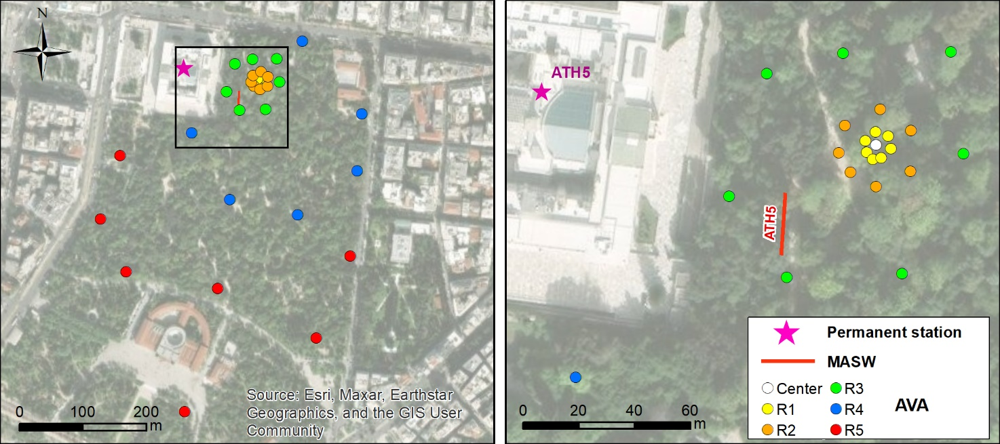 N
Source: Esri, Maxar, Earthstar
Geographics, and the GIS User
Community
0 100 200
m
ATH5
ATH5
Permanent station
MASW
Center R3
R1 R4
R2 R5
AVA
0 20 40 60
m